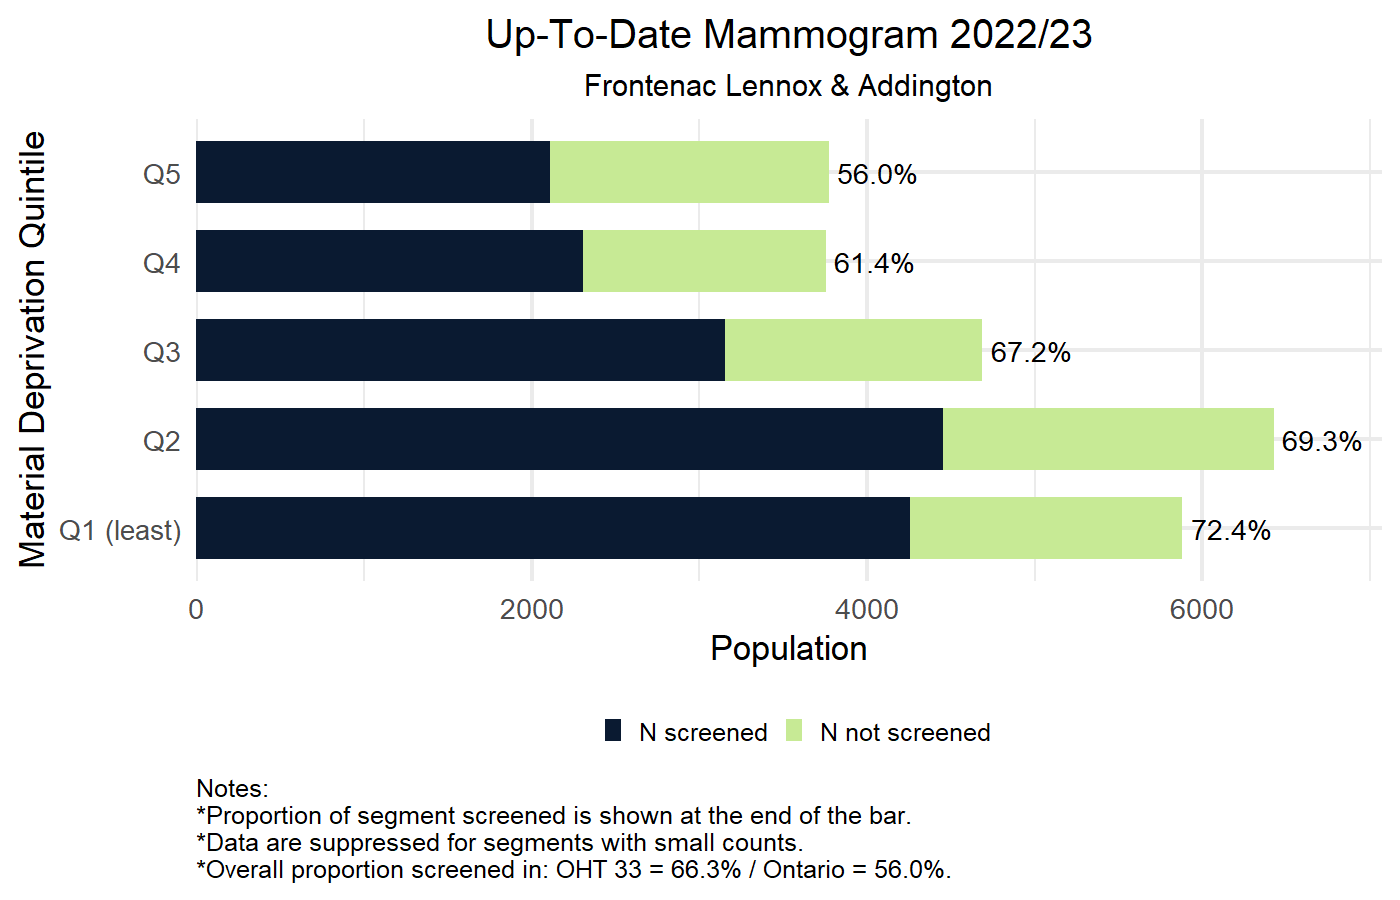 Up-To-Date Mammogram 2022/23
Frontenac Lennox & Addington
Material Deprivation Quintile
Q5
56.0%
Q4
61.4%
Q3
67.2%
Q2
69.3%
Q1 (least)
72.4%
0
2000
4000
6000
Population
N screened
N not screened
Notes:
*Proportion of segment screened is shown at the end of the bar.
*Data are suppressed for segments with small counts.
*Overall proportion screened in: OHT 33 = 66.3% / Ontario = 56.0%.